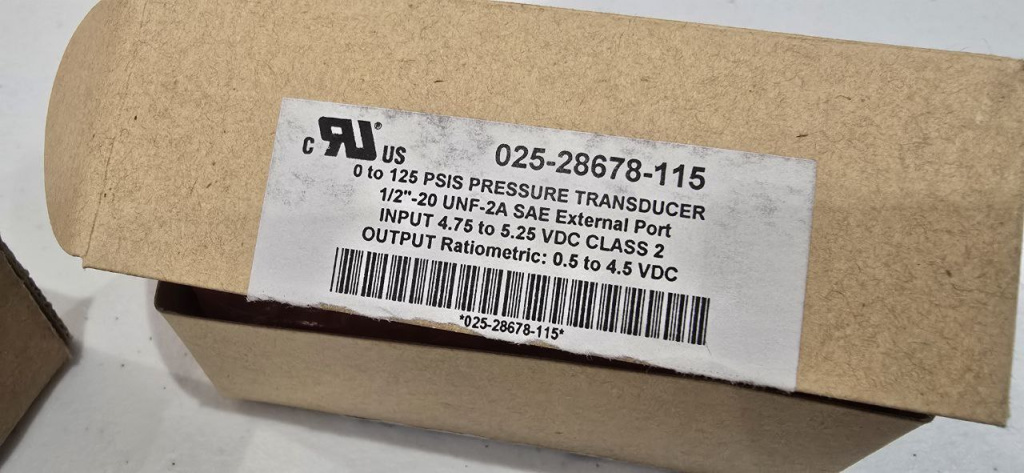 c RU® US
025-28678-115
0 to 125 PSIS PRESSURE TRANSDUCER
1/2"-20 UNF-2A SAE External Port
INPUT 4.75 to 5.25 VDC CLASS 2
OUTPUT Ratiometric: 0.5 to 4.5 VDC
*025-28678-115*